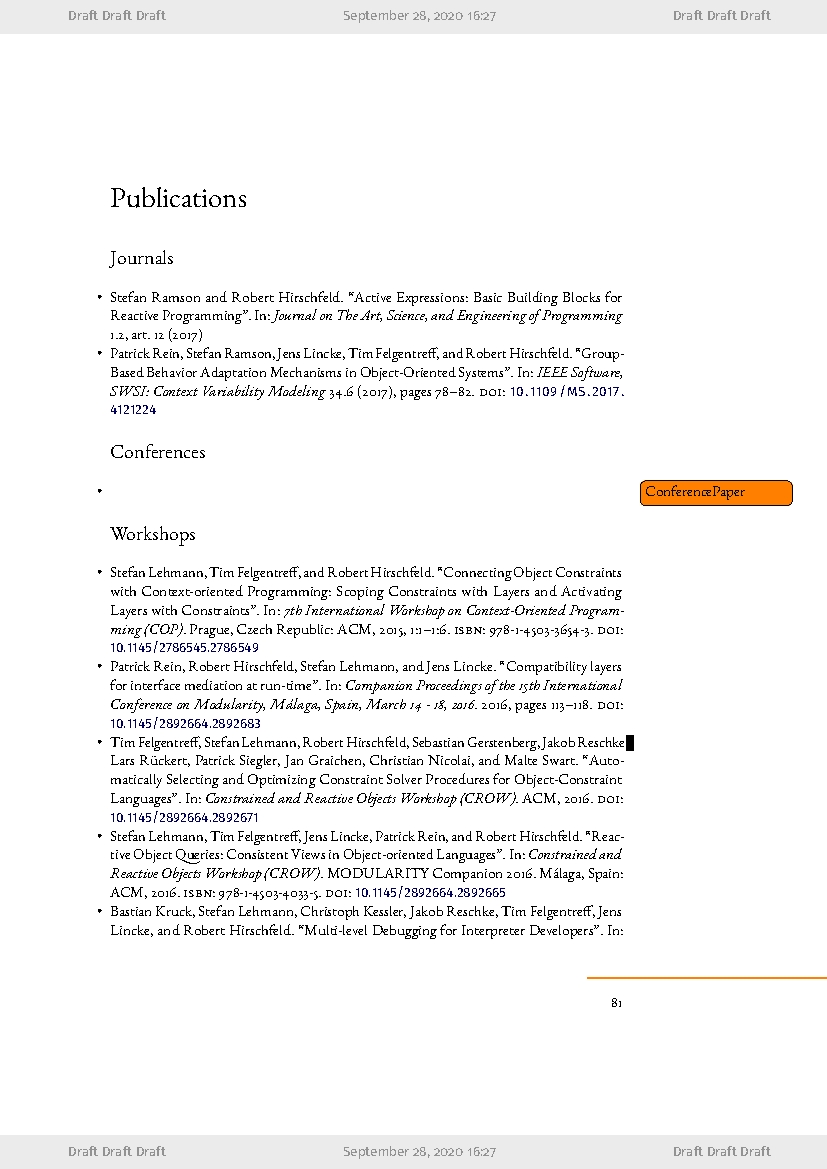 Draft Draft Draft September 28, 2020 16:27 Draft Draft Draft
Publications
Journals
• Stefan Ramson and Robert Hirschfeld. “Active Expressions: Basic Building Blocks for
Reactive Programming”. In: Journal on The Art, Science, and Engineering of Programming
1.2, art. 12 (2017)
• Patrick Rein, Stefan Ramson, Jens Lincke, Tim Felgentreff, and Robert Hirschfeld. “Group-
Based Behavior Adaptation Mechanisms in Object-Oriented Systems”. In: IEEE Software,
SWSI: Context Variability Modeling 34.6 (2017), pages 78–82. DOI: 10.1109/MS.2017.
4121224
Conferences
•
ConferencePaper
Workshops
• Stefan Lehmann, Tim Felgentreff, and Robert Hirschfeld. “Connecting Object Constraints
with Context-oriented Programming: Scoping Constraints with Layers and Activating
Layers with Constraints”. In: 7th International Workshop on Context-Oriented Program-
ming (COP). Prague, Czech Republic: ACM, 2015, 1:1–1:6. ISBN: 978-1-4503-3654-3. DOI:
10.1145/2786545.2786549
• Patrick Rein, Robert Hirschfeld, Stefan Lehmann, and Jens Lincke. “Compatibility layers
for interface mediation at run-time”. In: Companion Proceedings of the 15th International
Conference on Modularity, Málaga, Spain, March 14 - 18, 2016. 2016, pages 113–118. DOI:
10.1145/2892664.2892683
• Tim Felgentreff, Stefan Lehmann, Robert Hirschfeld, Sebastian Gerstenberg, Jakob Reschke
Lars Rückert, Patrick Siegler, Jan Graichen, Christian Nicolai, and Malte Swart. “Auto-
matically Selecting and Optimizing Constraint Solver Procedures for Object-Constraint
Languages”. In: Constrained and Reactive Objects Workshop (CROW). ACM, 2016. DOI:
10.1145/2892664.2892671
• Stefan Lehmann, Tim Felgentreff, Jens Lincke, Patrick Rein, and Robert Hirschfeld. “Reac-
tive Object Queries: Consistent Views in Object-oriented Languages”. In: Constrained and
Reactive Objects Workshop (CROW). MODULARITY Companion 2016. Málaga, Spain:
ACM, 2016. ISBN: 978-1-4503-4033-5. DOI: 10.1145/2892664.2892665
• Bastian Kruck, Stefan Lehmann, Christoph Kessler, Jakob Reschke, Tim Felgentreff, Jens
Lincke, and Robert Hirschfeld. “Multi-level Debugging for Interpreter Developers”. In:
81
Draft Draft Draft September 28, 2020 16:27 Draft Draft Draft